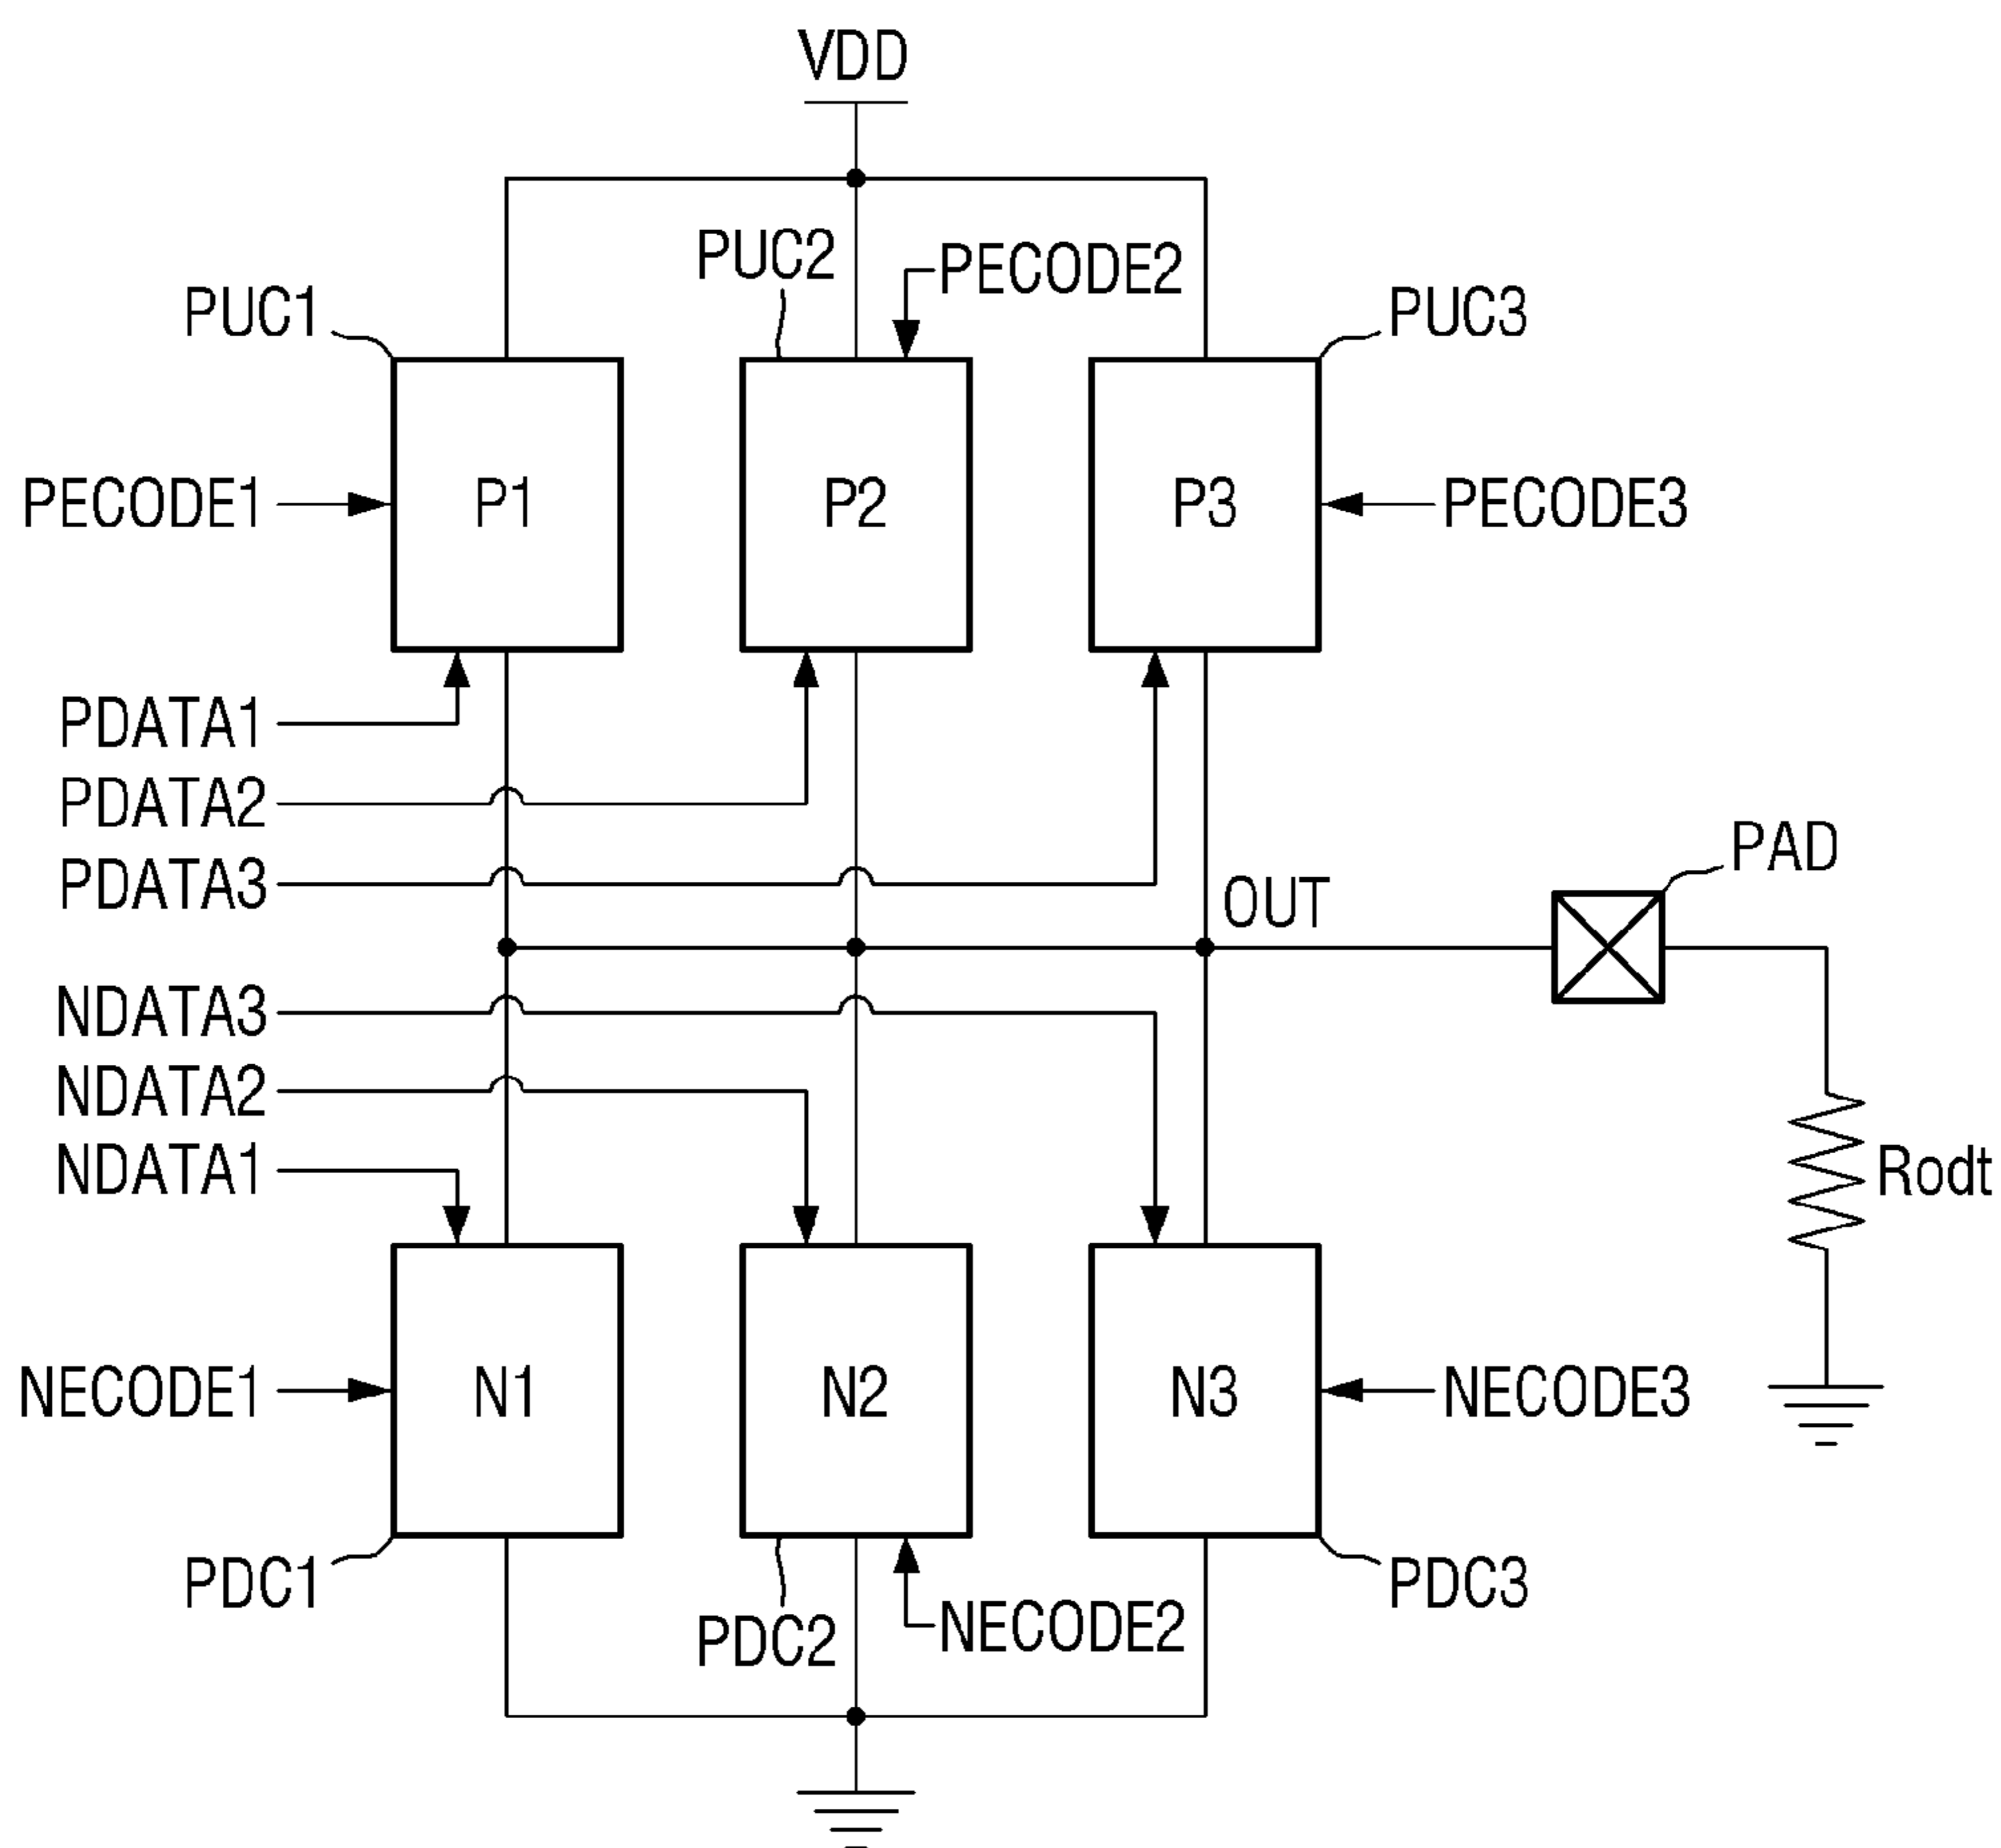 VDD
PUC2
PECODE2
PUC1
PUC3
PECODE1
P1
P2
P3
PECODE3
PDATA1
PDATA2
PDATA3
OUT
PAD
NDATA3
NDATA2
NDATA1
Rodt
NECODE1
N1
N2
N3
NECODE3
PDC1
PDC2
NECODE2
PDC3